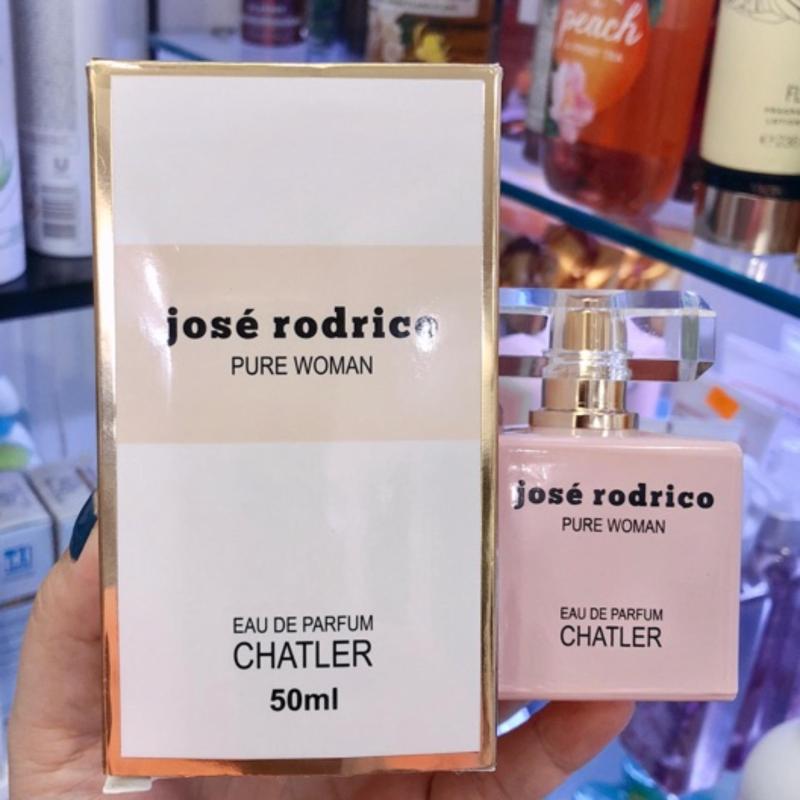 josé rodrico
PURE WOMAN
EAU DE PARFUM
CHATLER
50ml
josé rodrico
PURE WOMAN
EAU DE PARFUM
CHATLER
peach